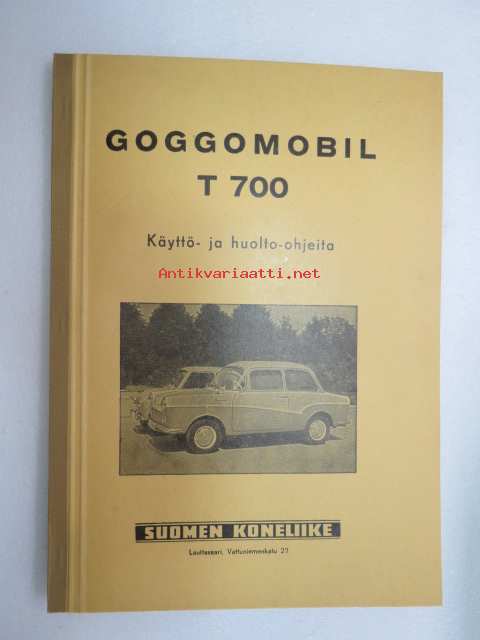 GOGGOMOBIL
T 700
Käyttö- ja huolto-ohjeita
Antikvariaatti.net
SUOMEN KONELIIKE
Lauttasaari, Vattuniemenkatu 27